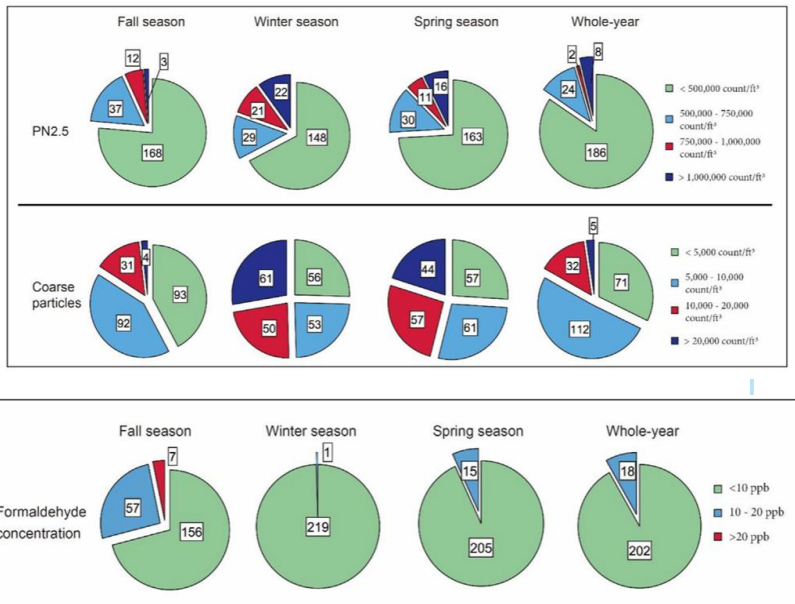 Fall season Winter season Spring season Whole-year
PN2.5
12 3 37 168
22 21 29 148
16 11 30 163
2 8 24 186
< 500,000 count/ft³
500,000 - 750,000
count/ft³
750,000 - 1,000,000
count/ft³
> 1,000,000 count/ft³
Coarse
particles
4 31 93 92
61 56 50 53
44 57 57 61
5 32 71 112
< 5,000 count/ft³
5,000 - 10,000
count/ft³
10,000 - 20,000
count/ft³
> 20,000 count/ft³
Fall season Winter season Spring season Whole-year
Formaldehyde
concentration
7 57 156
1 219
15 205
18 202
<10 ppb
10 - 20 ppb
>20 ppb